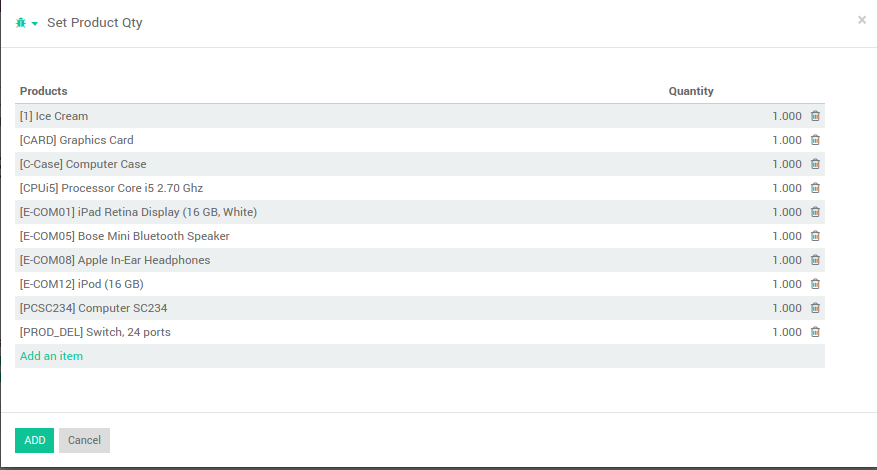 Set Product Qty ×
Products Quantity
[1] Ice Cream 1.000
[CARD] Graphics Card 1.000
[C-Case] Computer Case 1.000
[CPUi5] Processor Core i5 2.70 Ghz 1.000
[E-COM01] iPad Retina Display (16 GB, White) 1.000
[E-COM05] Bose Mini Bluetooth Speaker 1.000
[E-COM08] Apple In-Ear Headphones 1.000
[E-COM12] iPod (16 GB) 1.000
[PCSC234] Computer SC234 1.000
[PROD_DEL] Switch, 24 ports 1.000
Add an item
ADD Cancel